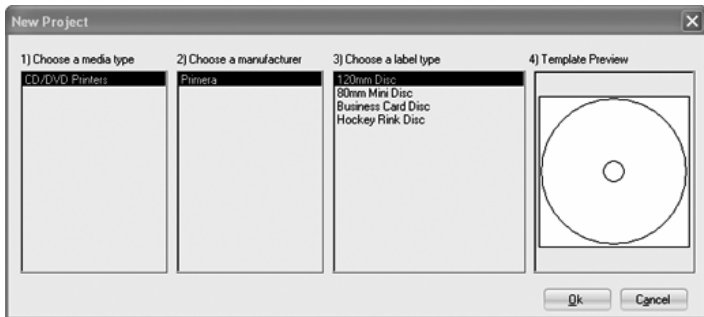 New Project
1) Choose a media type
2) Choose a manufacturer
3) Choose a label type
4) Template Preview
CD/DVD Printers
Primera
120mm Disc
80mm Mini Disc
Business Card Disc
Hockey Rink Disc
Ok
Cancel